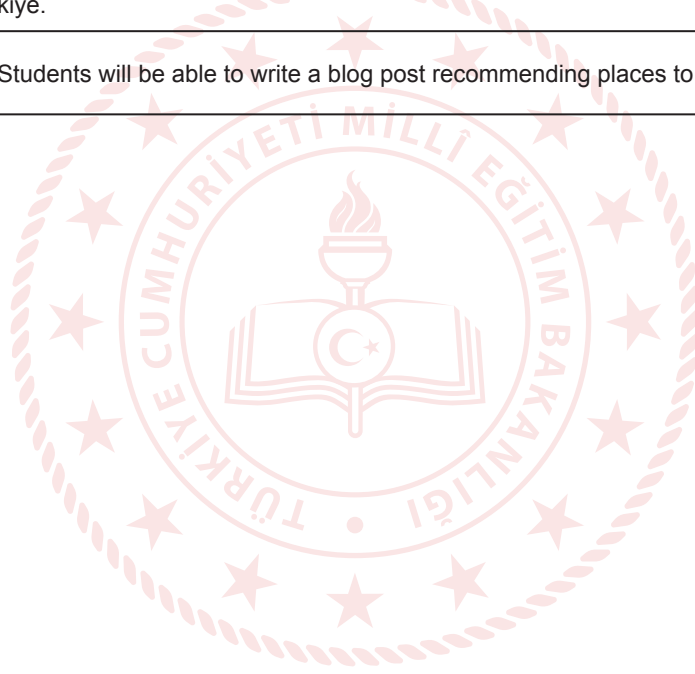 kiye.
Students will be able to write a blog post recommending places to
TÜRKİYE CUMHURİYETİ MİLLÎ EĞİTİM BAKANLIĞI